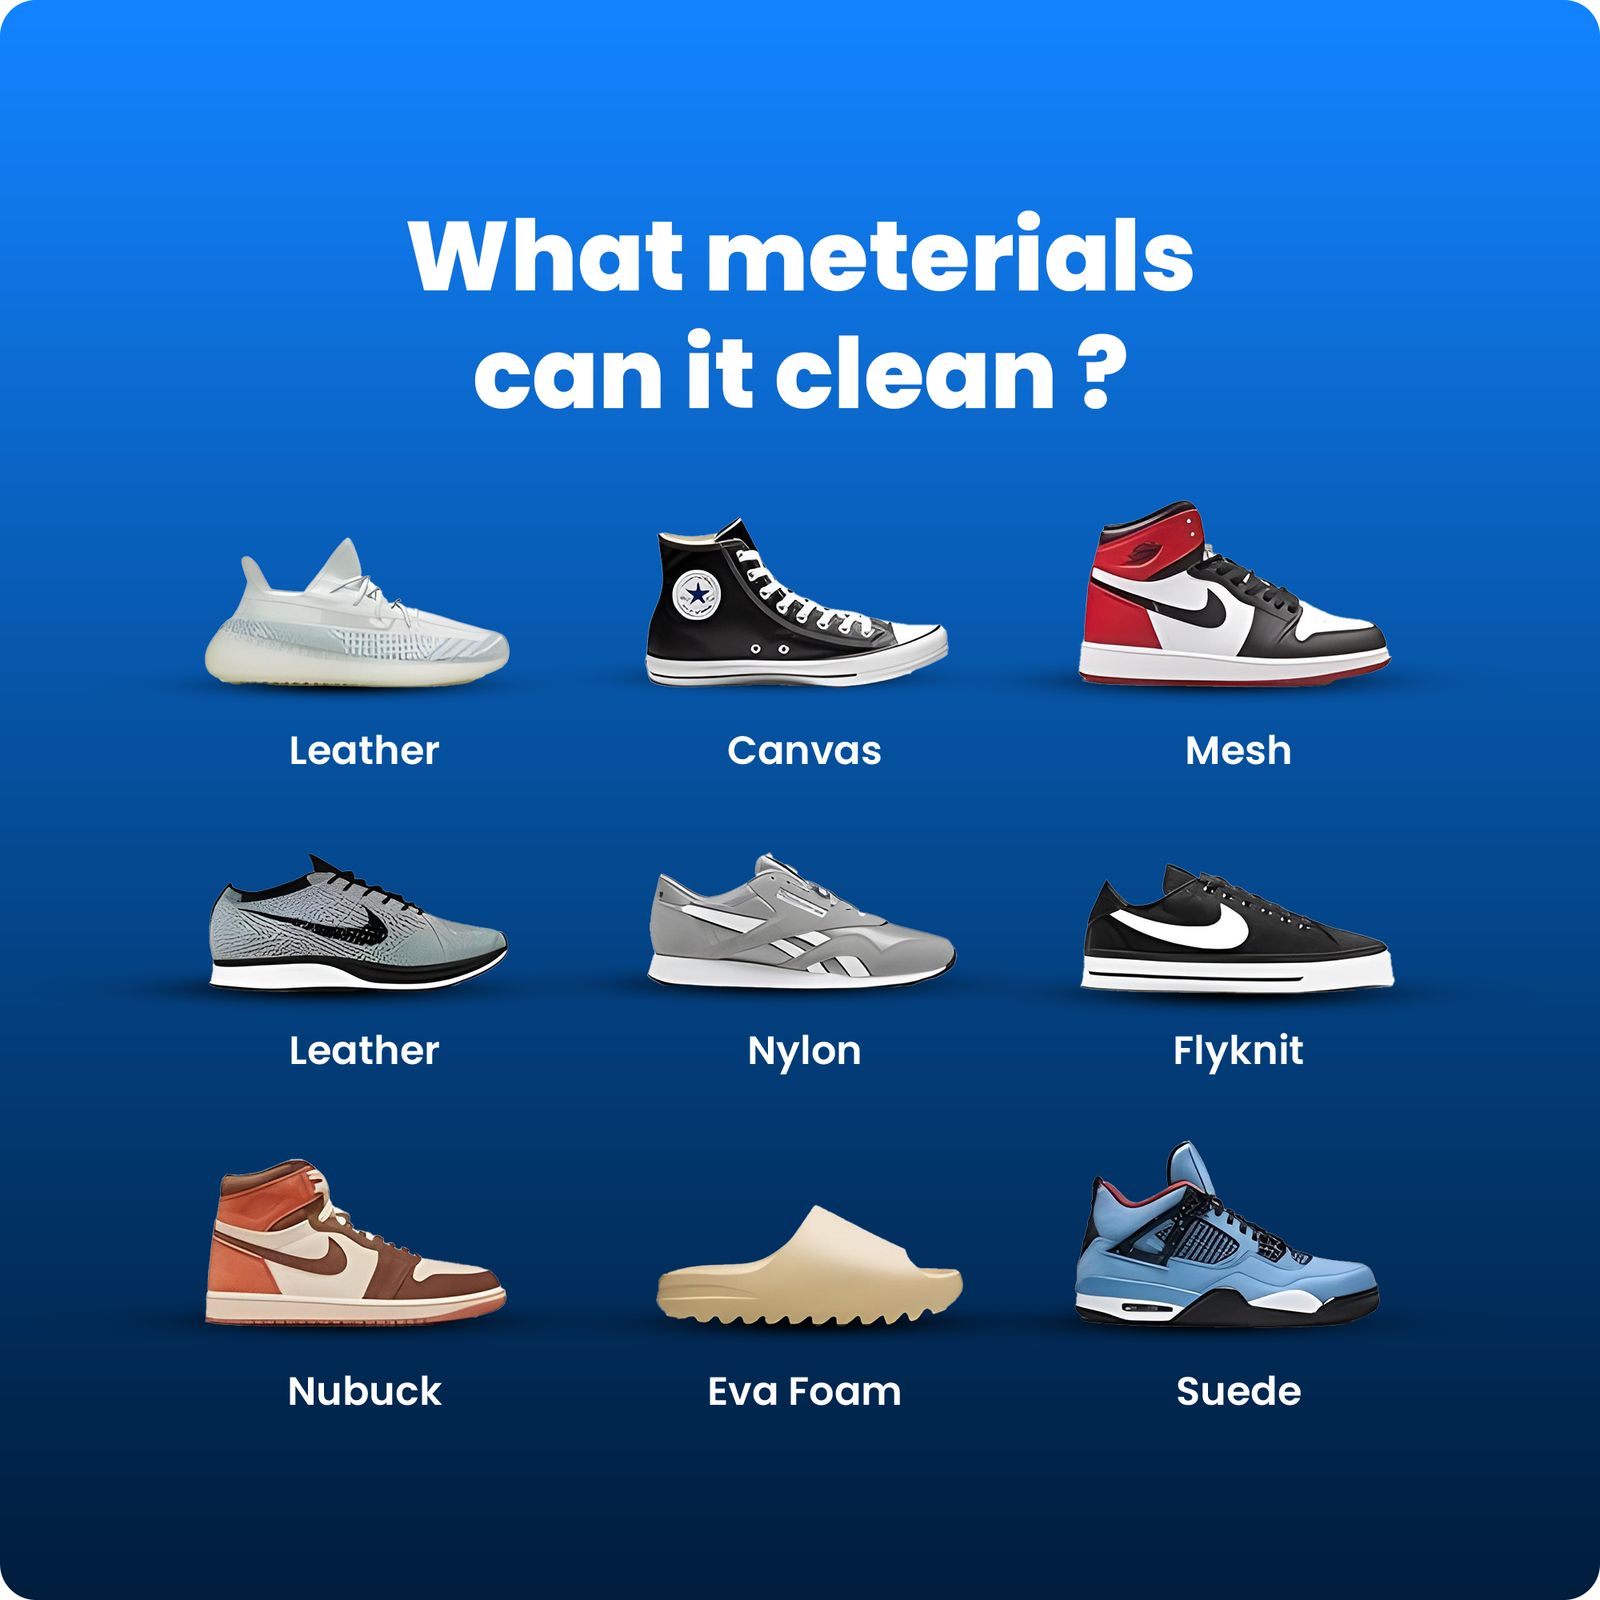 What meterials
can it clean ?
Leather
Canvas
Mesh
Leather
Nylon
Flyknit
Nubuck
Eva Foam
Suede